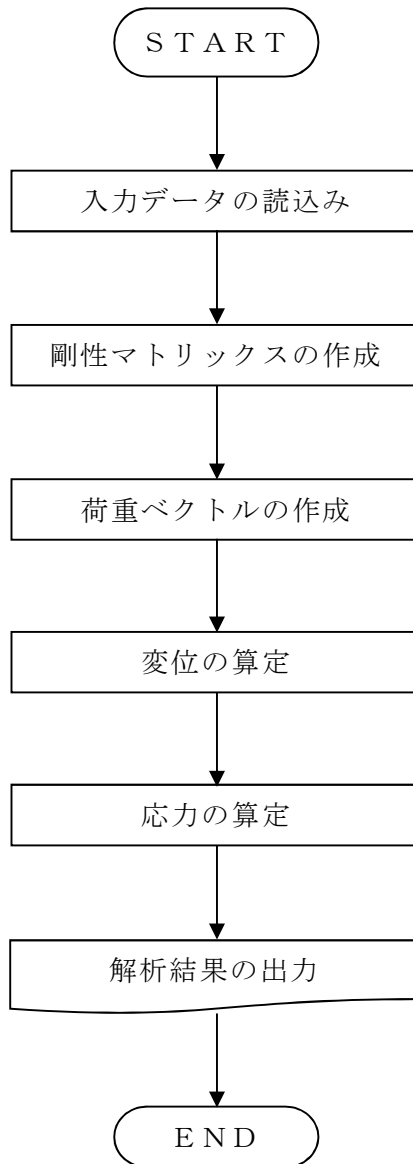 ＳＴＡＲＴ
入力データの読込み
剛性マトリックスの作成
荷重ベクトルの作成
変位の算定
応力の算定
解析結果の出力
ＥＮＤ